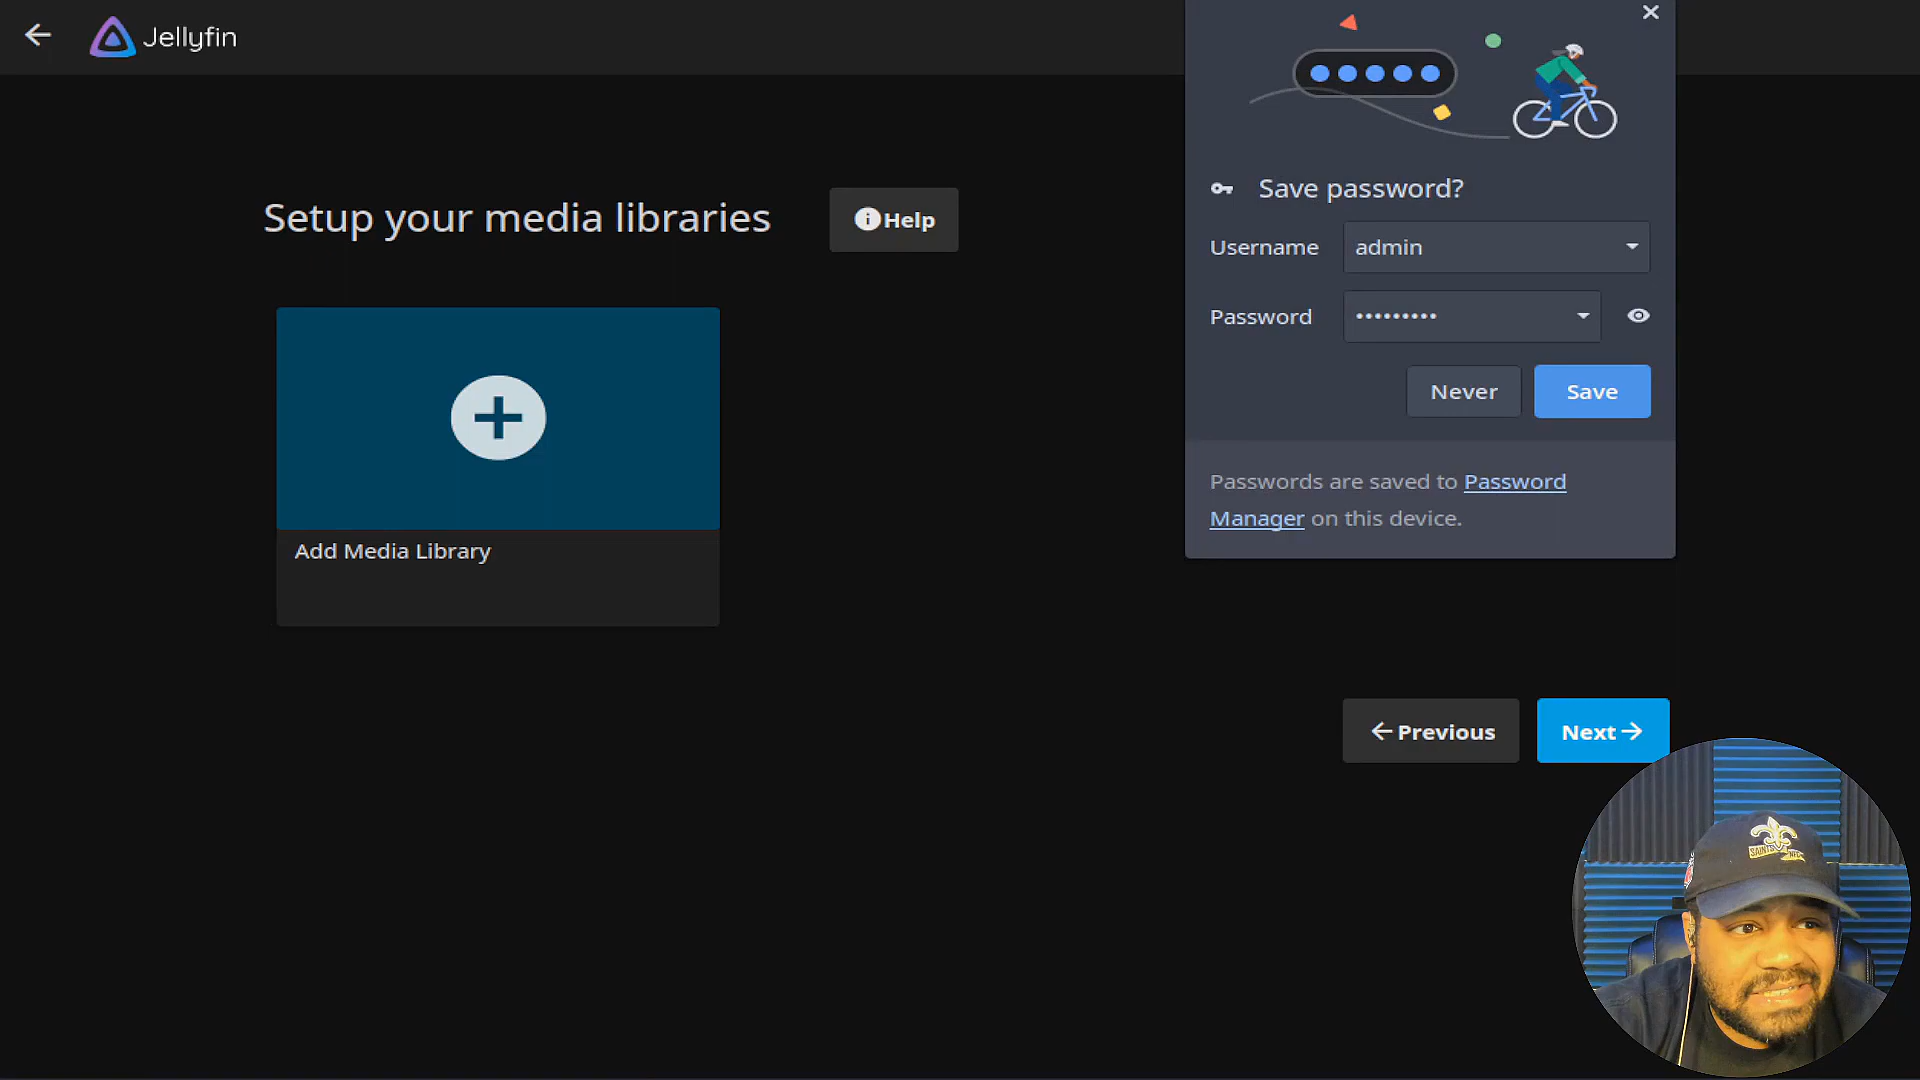 Jellyfin
Setup your media libraries
Help
Add Media Library
Save password?
Username
admin
Password
•••••••••
Never
Save
Passwords are saved to Password
Manager on this device.
Previous
Next
SAINTS